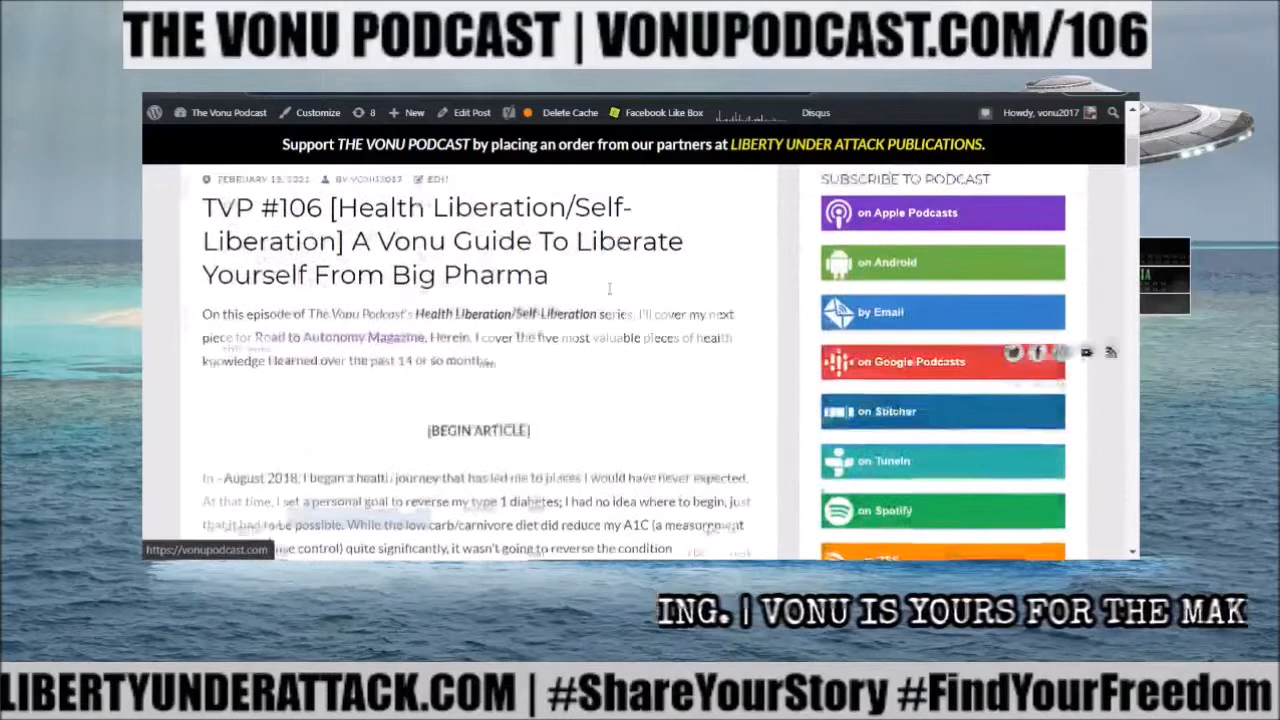 THE VONU PODCAST | VONUPODCAST.COM/106
The Vonu Podcast Customize 8 New Edit Post Delete Cache Facebook Like Box Disqus Howdy, vonu2017
Support THE VONU PODCAST by placing an order from our partners at LIBERTY UNDER ATTACK PUBLICATIONS.
FEBRUARY 2021 BY EDIT
TVP #106 [Health Liberation/Self-
Liberation] A Vonu Guide To Liberate
Yourself From Big Pharma
On this episode of The Vonu Podcast's Health Liberation/Self-Liberation series, I'll cover my next
piece for Road to Autonomy Magazine. Herein, I cover the five most valuable pieces of health
knowledge I learned over the past 14 or so months.
[BEGIN ARTICLE]
In ~August 2018, I began a health journey that has led me to places I would have never expected.
At that time, I set a personal goal to reverse my type 1 diabetes; I had no idea where to begin, just
that it had to be possible. While the low carb/carnivore diet did reduce my A1C (a measurement
control) quite significantly, it wasn't going to reverse the condition
https://vonupodcast.com
SUBSCRIBE TO PODCAST
on Apple Podcasts
on Android
by Email
on Google Podcasts
on Stitcher
on TuneIn
on Spotify
ING. | VONU IS YOURS FOR THE MAK
LIBERTYUNDERATTACK.COM | #ShareYourStory #FindYourFreedom